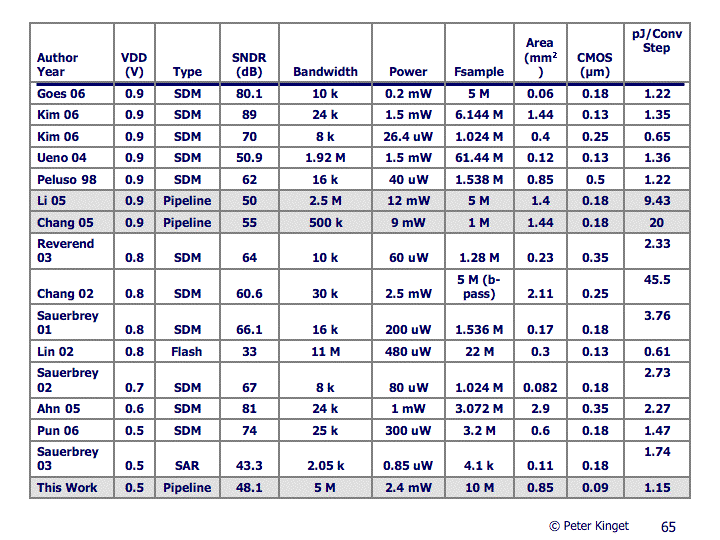 Author Year VDD (V) Type SNDR (dB) Bandwidth Power Fsample Area (mm2) CMOS (µm) pJ/Conv Step
Goes 06 0.9 SDM 80.1 10 k 0.2 mW 5 M 0.06 0.18 1.22
Kim 06 0.9 SDM 89 24 k 1.5 mW 6.144 M 1.44 0.13 1.35
Kim 06 0.9 SDM 70 8 k 26.4 uW 1.024 M 0.4 0.25 0.65
Ueno 04 0.9 SDM 50.9 1.92 M 1.5 mW 61.44 M 0.12 0.13 1.36
Peluso 98 0.9 SDM 62 16 k 40 uW 1.538 M 0.85 0.5 1.22
Li 05 0.9 Pipeline 50 2.5 M 12 mW 5 M 1.4 0.18 9.43
Chang 05 0.9 Pipeline 55 500 k 9 mW 1 M 1.44 0.18 20
Reverend 03 0.8 SDM 64 10 k 60 uW 1.28 M 0.23 0.35 2.33
Chang 02 0.8 SDM 60.6 30 k 2.5 mW 5 M (b-pass) 2.11 0.25 45.5
Sauerbrey 01 0.8 SDM 66.1 16 k 200 uW 1.536 M 0.17 0.18 3.76
Lin 02 0.8 Flash 33 11 M 480 uW 22 M 0.3 0.13 0.61
Sauerbrey 02 0.7 SDM 67 8 k 80 uW 1.024 M 0.082 0.18 2.73
Ahn 05 0.6 SDM 81 24 k 1 mW 3.072 M 2.9 0.35 2.27
Pun 06 0.5 SDM 74 25 k 300 uW 3.2 M 0.6 0.18 1.47
Sauerbrey 03 0.5 SAR 43.3 2.05 k 0.85 uW 4.1 k 0.11 0.18 1.74
This Work 0.5 Pipeline 48.1 5 M 2.4 mW 10 M 0.85 0.09 1.15
© Peter Kinget 65